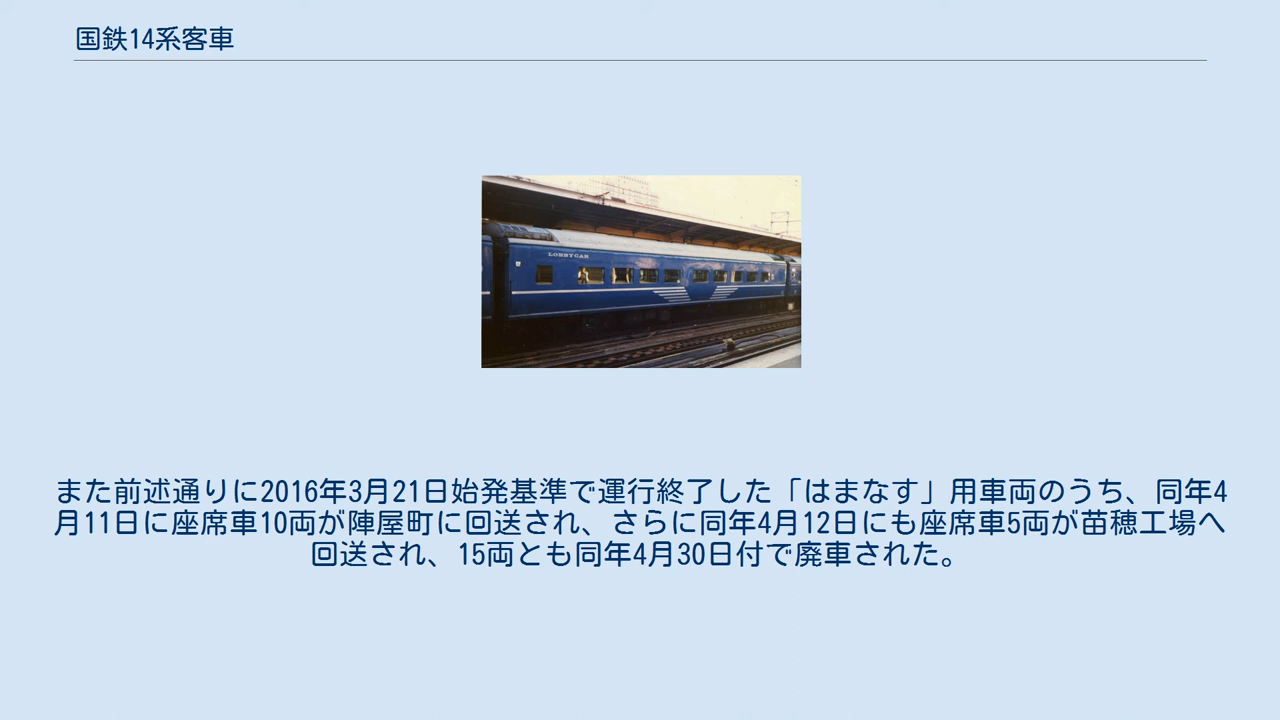 国鉄14系客車
LOBBYCAR
また前述通りに2016年3月21日始発基準で運行終了した「はまなす」用車両のうち、同年4
月11日に座席車10両が陣屋町に回送され、さらに同年4月12日にも座席車5両が苗穂工場へ
回送され、15両とも同年4月30日付で廃車された。